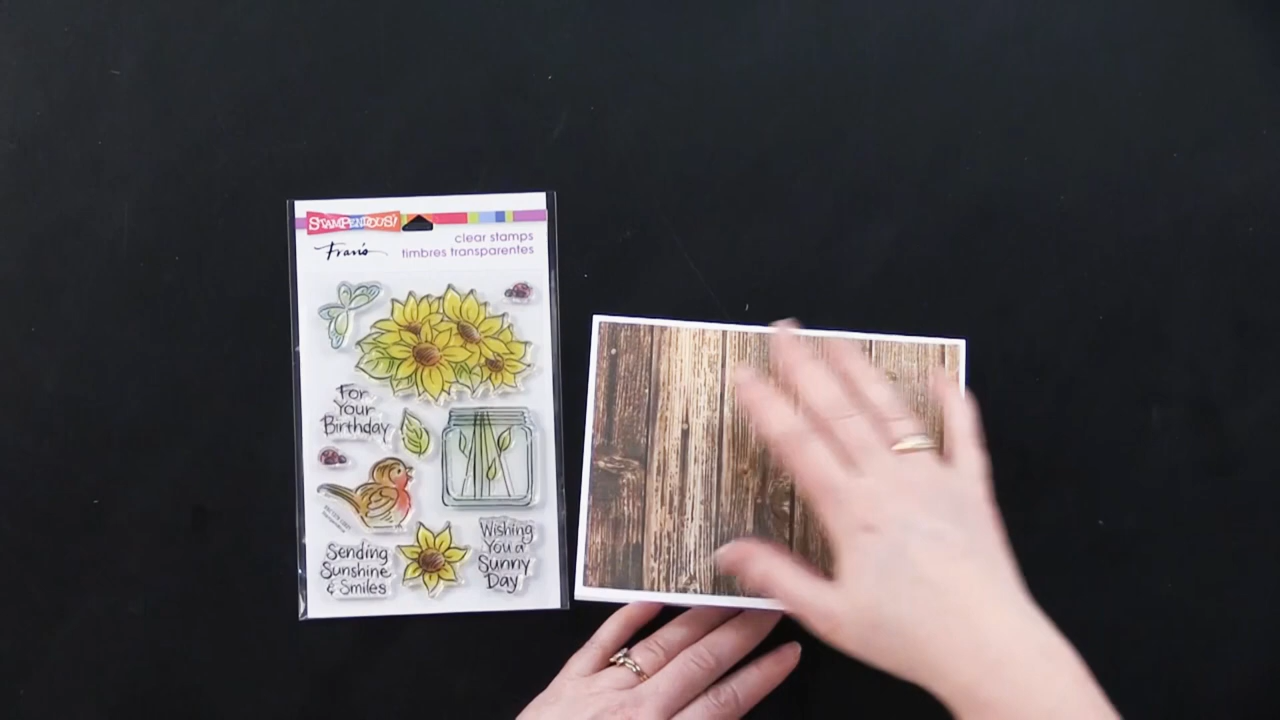 STAMPENDOUS!
Fran's
clear stamps
timbres transparentes
For
Your
Birthday
Sending
Sunshine
& Smiles
Wishing
You a
Sunny
Day